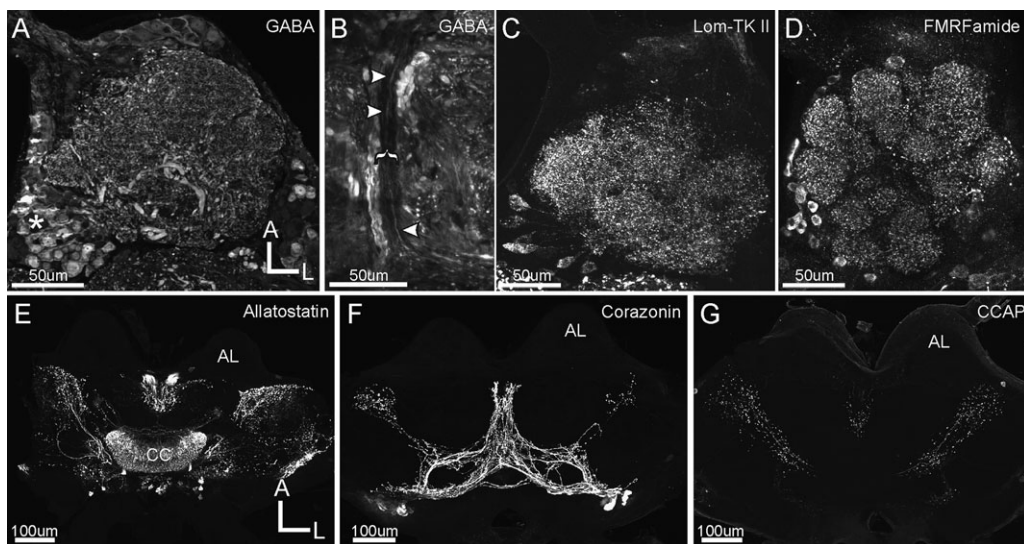 A GABA
B GABA
C Lom-TK II
D FMRFamide
*
A
L
50um
50um
50um
50um
E Allatostatin
AL
CC
A
L
100um
F Corazonin
AL
100um
G CCAP
AL
100um